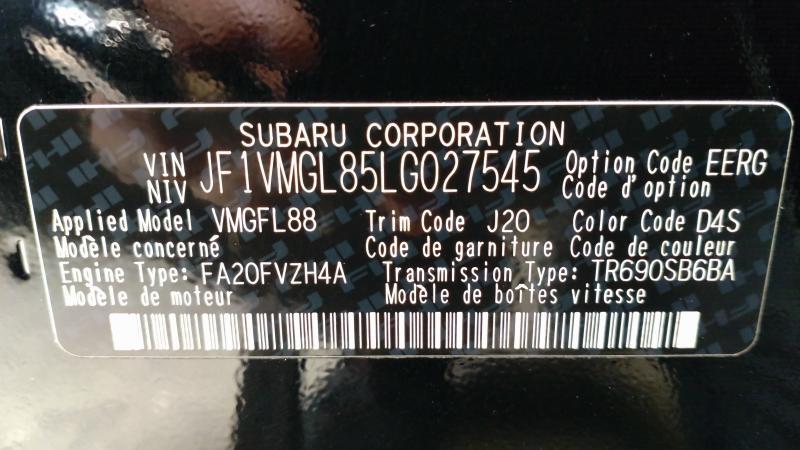 SUBARU CORPORATION
VIN
NIV
JF1VMGL85LG027545
Option Code EERG
Code d'option
Applied Model VMGFL88 Trim Code J20 Color Code D4S
Modèle concerné Code de garniture Code de couleur
Engine Type: FA20FVZH4A Transmission Type: TR690SB6BA
Modèle de moteur Modèle de boîtes vitesse